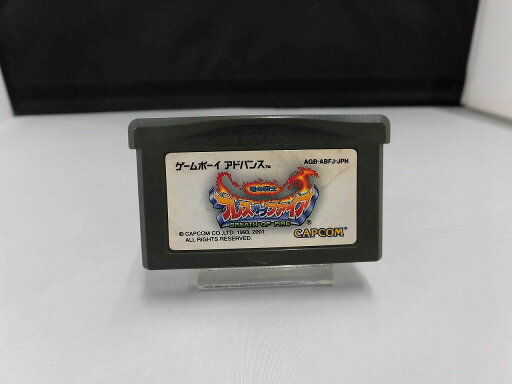 ゲームボーイ アドバンス™
AGB-ABFJ-JPN
竜の戦士
ブレス オブ ファイア
BREATH OF FIRE®
© CAPCOM CO., LTD. 1993, 2001
ALL RIGHTS RESERVED.
CAPCOM